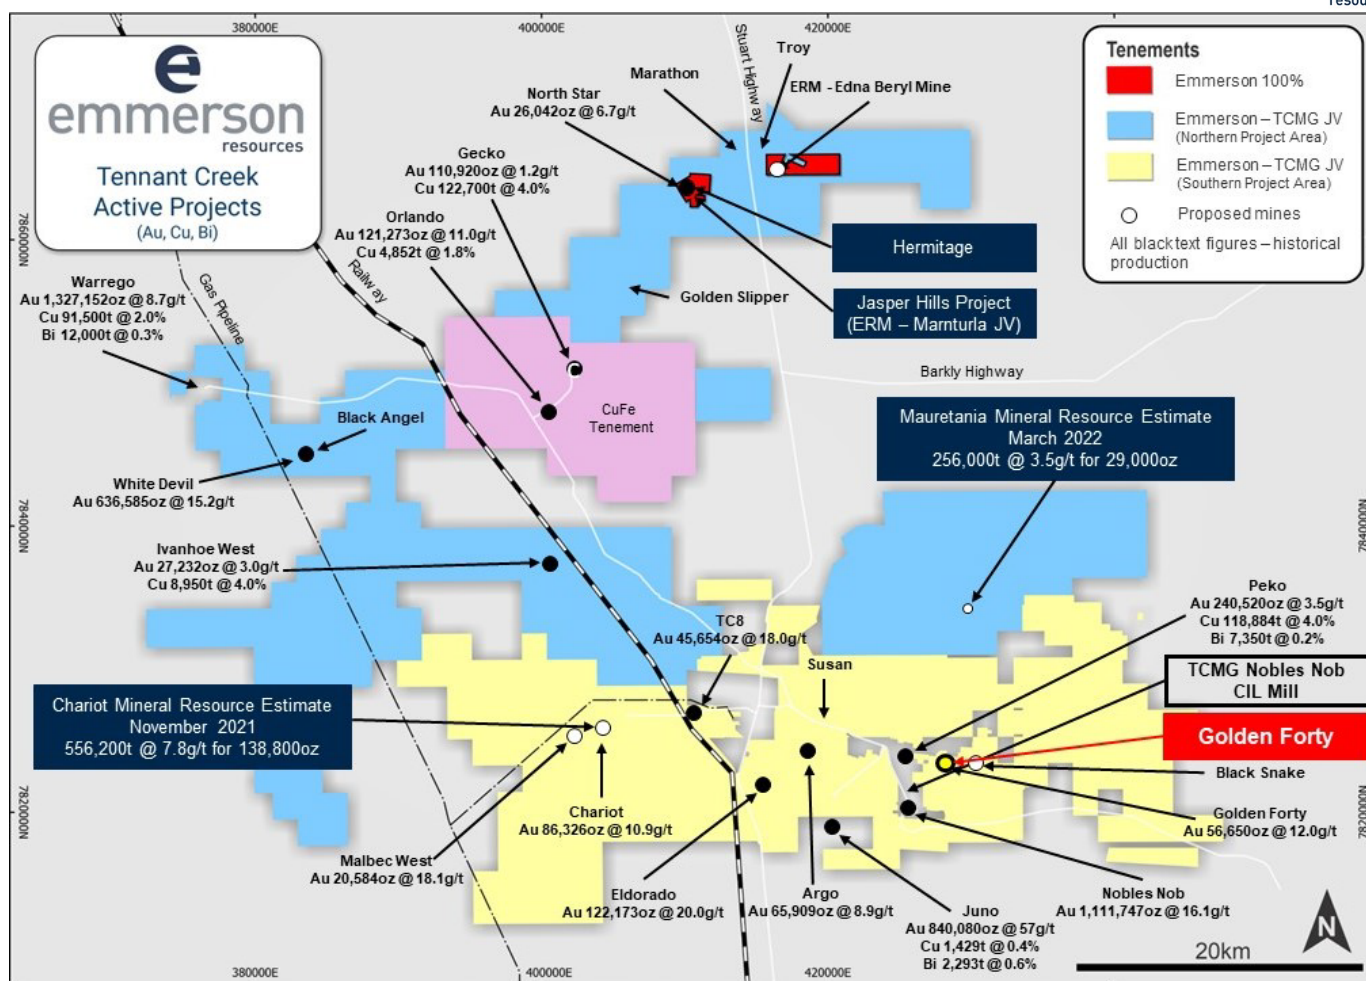 resou
380000E
400000E
420000E
emmerson
resources
Tennant Creek
Active Projects
(Au, Cu, Bi)
Tenements
Emmerson 100%
Emmerson – TCMG JV
(Northern Project Area)
Emmerson – TCMG JV
(Southern Project Area)
Proposed mines
All black text figures – historical
production
Stuart Highway
Troy
Marathon
ERM - Edna Beryl Mine
North Star
Au 26,042oz @ 6.7g/t
Gecko
Au 110,920oz @ 1.2g/t
Cu 122,700t @ 4.0%
Orlando
Au 121,273oz @ 11.0g/t
Cu 4,852t @ 1.8%
7860000N
7860000N
Hermitage
Railway
Gas Pipeline
Warrego
Au 1,327,152oz @ 8.7g/t
Cu 91,500t @ 2.0%
Bi 12,000t @ 0.3%
Golden Slipper
Jasper Hills Project
(ERM – Marnturla JV)
Barkly Highway
CuFe
Tenement
Black Angel
Mauretania Mineral Resource Estimate
March 2022
256,000t @ 3.5g/t for 29,000oz
White Devil
Au 636,585oz @ 15.2g/t
7840000N
7840000N
Ivanhoe West
Au 27,232oz @ 3.0g/t
Cu 8,950t @ 4.0%
Peko
Au 240,520oz @ 3.5g/t
Cu 118,884t @ 4.0%
Bi 7,350t @ 0.2%
TC8
Au 45,654oz @ 18.0g/t
Susan
TCMG Nobles Nob
CIL Mill
Chariot Mineral Resource Estimate
November 2021
556,200t @ 7.8g/t for 138,800oz
Golden Forty
Black Snake
7820000N
7820000N
Golden Forty
Au 56,650oz @ 12.0g/t
Chariot
Au 86,326oz @ 10.9g/t
Malbec West
Au 20,584oz @ 18.1g/t
Eldorado
Au 122,173oz @ 20.0g/t
Argo
Au 65,909oz @ 8.9g/t
Juno
Au 840,080oz @ 57g/t
Cu 1,429t @ 0.4%
Bi 2,293t @ 0.6%
Nobles Nob
Au 1,111,747oz @ 16.1g/t
N
20km
380000E
400000E
420000E